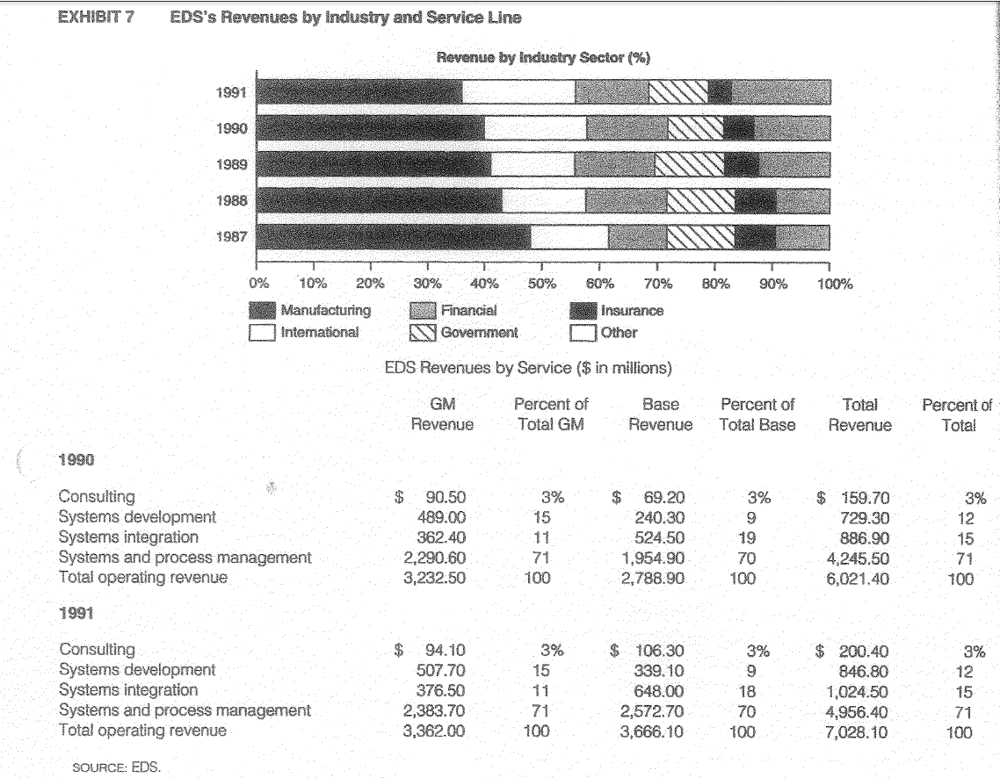 EXHIBIT 7 EDS's Revenues by Industry and Service Line
Revenue by Industry Sector (%)
1991
1990
1989
1988
1987
0% 10% 20% 30% 40% 50% 60% 70% 80% 90% 100%
Manufacturing Financial Insurance
International Government Other
EDS Revenues by Service ($ in millions)
GM Percent of Base Percent of Total Percent of
Revenue Total GM Revenue Total Base Revenue Total
1990
Consulting $ 90.50 3% $ 69.20 3% $ 159.70 3%
Systems development 489.00 15 240.30 9 729.30 12
Systems integration 362.40 11 524.50 19 886.90 15
Systems and process management 2,290.60 71 1,954.90 70 4,245.50 71
Total operating revenue 3,232.50 100 2,788.90 100 6,021.40 100
1991
Consulting $ 94.10 3% $ 106.30 3% $ 200.40 3%
Systems development 507.70 15 339.10 9 846.80 12
Systems integration 376.50 11 648.00 18 1,024.50 15
Systems and process management 2,383.70 71 2,572.70 70 4,956.40 71
Total operating revenue 3,362.00 100 3,666.10 100 7,028.10 100
SOURCE: EDS.